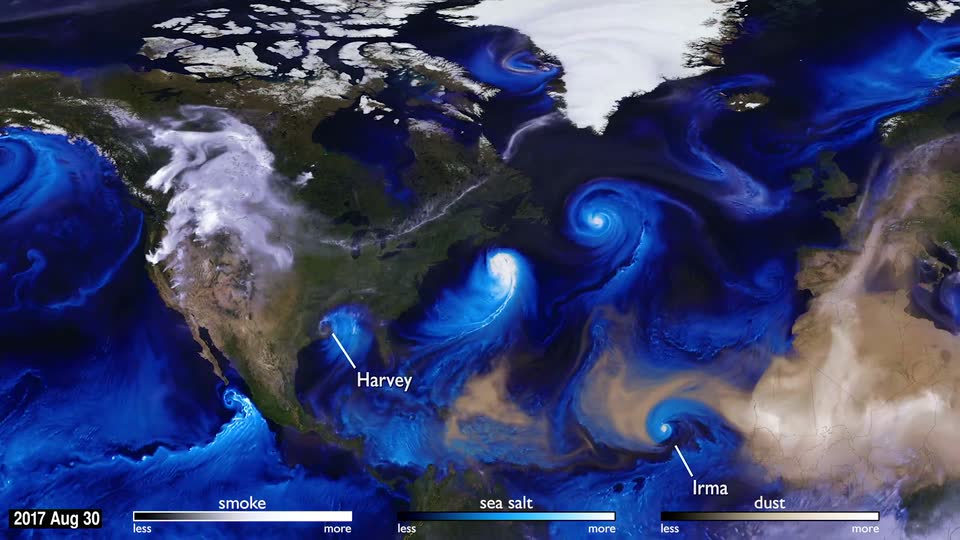 Harvey
Irma
2017 Aug 30
smoke
less more
sea salt
less more
dust
less more